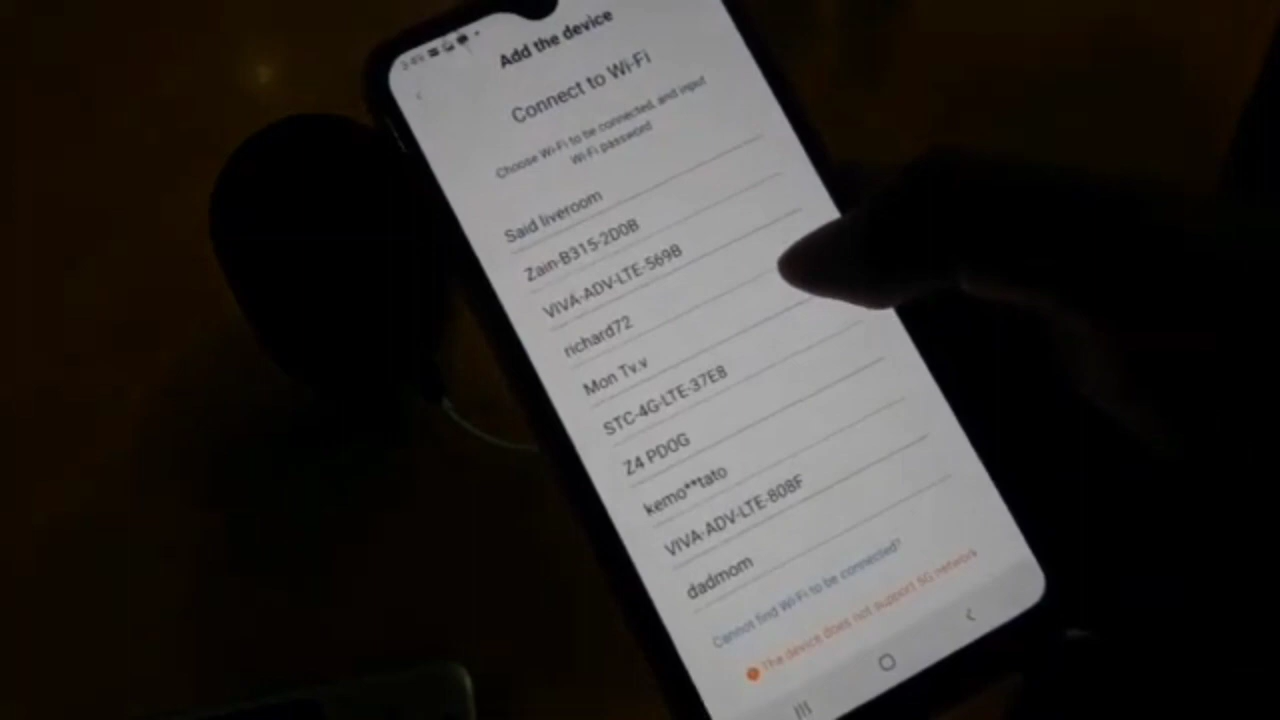 Add the device
Connect to Wi-Fi
Choose Wi-Fi to be connected, and input
Wi-Fi password
Said liveroom
Zain-B315-2D0B
VIVA-ADV-LTE-569B
richard72
Mon Tv.v
STC-4G-LTE-37E8
Z4 PD0G
kemo**tato
VIVA-ADV-LTE-808F
dadmom
Cannot find Wi-Fi to be connected?
The device does not support 5G network